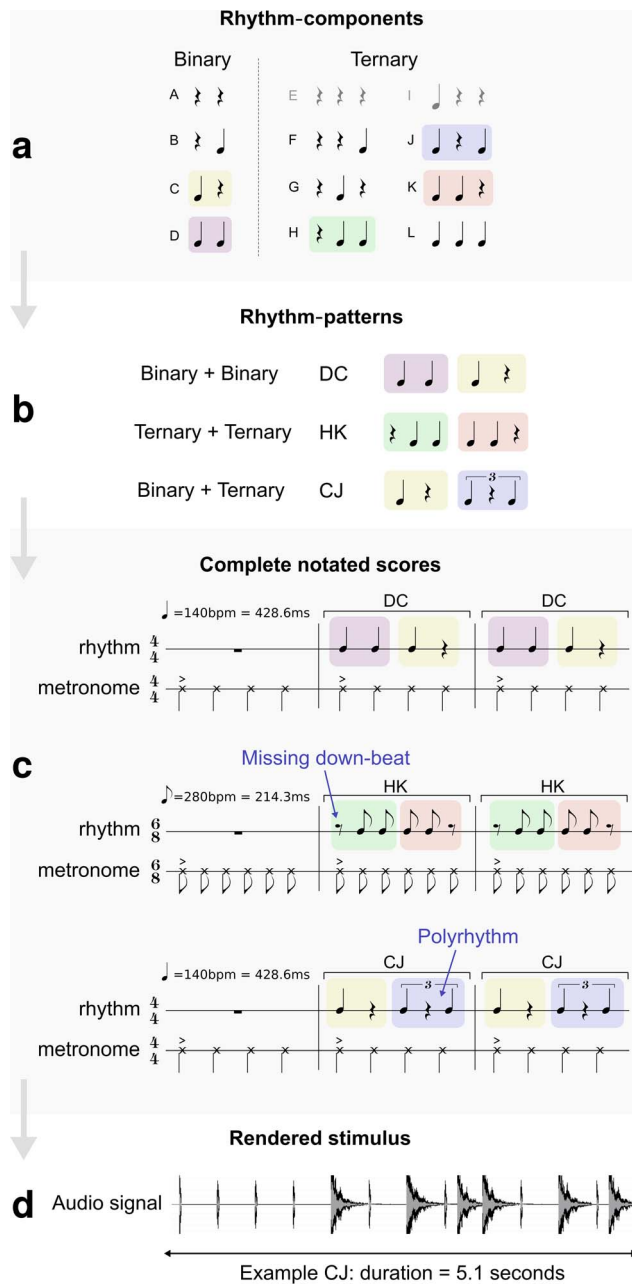 Rhythm-components
Binary
Ternary
A
E
I
B
F
J
a
C
G
K
D
H
L
Rhythm-patterns
Binary + Binary DC
b
Ternary + Ternary HK
Binary + Ternary CJ
3
Complete notated scores
=140bpm = 428.6ms
DC
DC
rhythm 4/4
>
>
>
metronome 4/4
c
Missing down-beat
=280bpm = 214.3ms
HK
HK
rhythm 6/8
>
>
>
metronome 6/8
Polyrhythm
=140bpm = 428.6ms
CJ
CJ
3
3
rhythm 4/4
>
>
>
metronome 4/4
Rendered stimulus
d
Audio signal
Example CJ: duration = 5.1 seconds